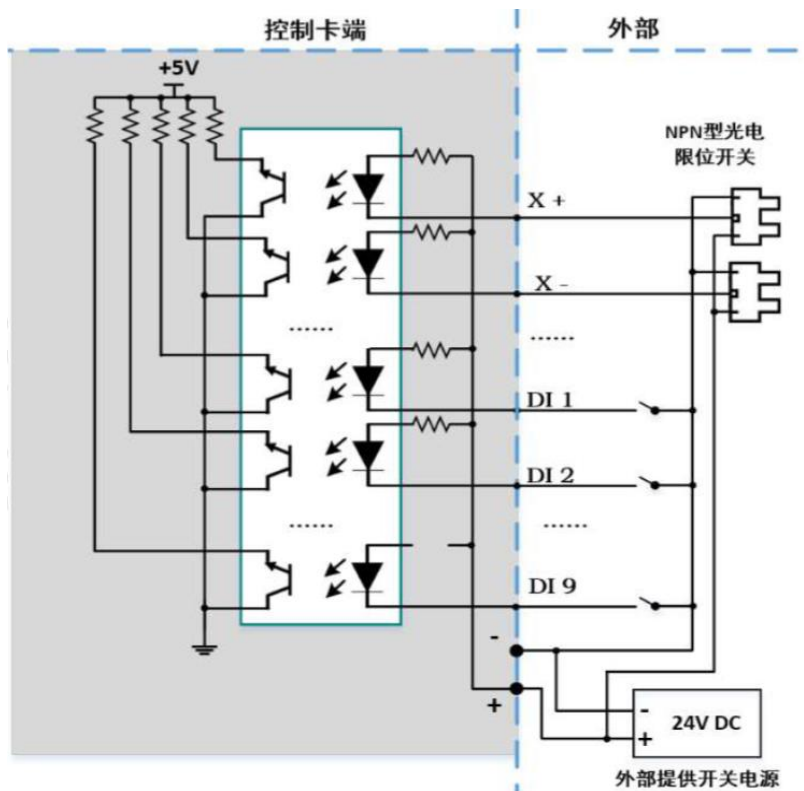 控制卡端
外部
+5V
NPN型光电
限位开关
X +
X -
......
......
DI 1
DI 2
......
......
DI 9
-
+
-
24V DC
+
外部提供开关电源